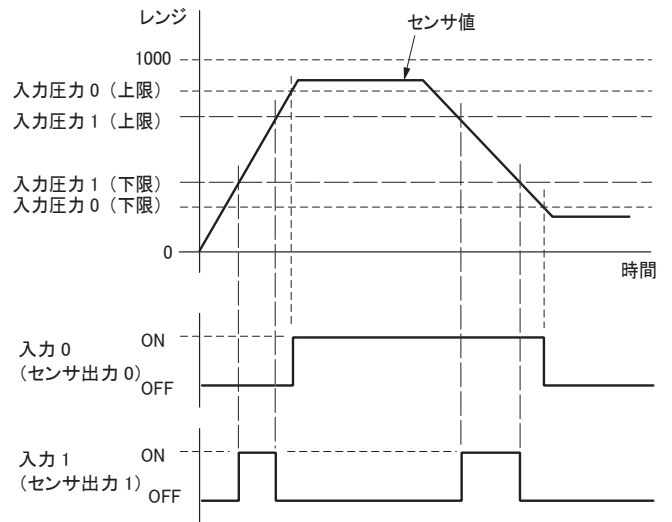 レンジ
センサ値
1000
入力圧力 0（上限）
入力圧力 1（上限）
入力圧力 1（下限）
入力圧力 0（下限）
0
時間
入力 0
（センサ出力 0）
ON
OFF
入力 1
（センサ出力 1）
ON
OFF